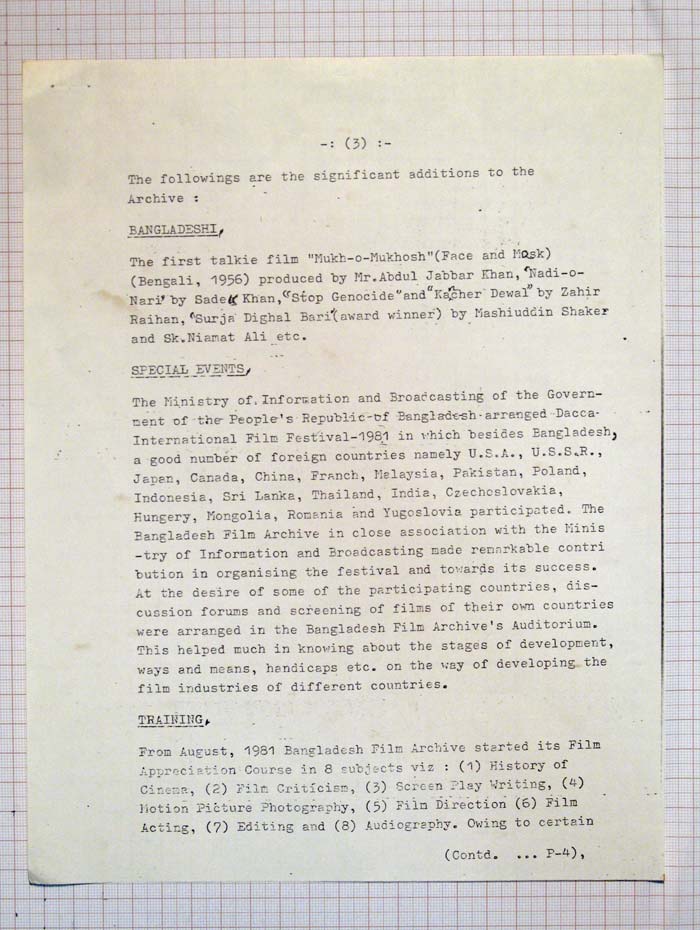 -: (3) :-
The followings are the significant additions to the
Archive :
BANGLADESHI,
The first talkie film "Mukh-o-Mukhosh"(Face and Mask)
(Bengali, 1956) produced by Mr.Abdul Jabbar Khan, "Nadi-o-
Nari" by Sadek Khan, "Stop Genocide" and "Kacher Dewal" by Zahir
Raihan, "Surja Dighal Bari" (award winner) by Mashiuddin Shaker
and Sk.Niamat Ali etc.
SPECIAL EVENTS,
The Ministry of Information and Broadcasting of the Govern-
ment of the People's Republic of Bangladesh arranged Dacca
International Film Festival-1981 in which besides Bangladesh,
a good number of foreign countries namely U.S.A., U.S.S.R.,
Japan, Canada, China, Franch, Malaysia, Pakistan, Poland,
Indonesia, Sri Lanka, Thailand, India, Czechoslovakia,
Hungery, Mongolia, Romania and Yugoslovia participated. The
Bangladesh Film Archive in close association with the Minis
-try of Information and Broadcasting made remarkable contri
bution in organising the festival and towards its success.
At the desire of some of the participating countries, dis-
cussion forums and screening of films of their own countries
were arranged in the Bangladesh Film Archive's Auditorium.
This helped much in knowing about the stages of development,
ways and means, handicaps etc. on the way of developing the
film industries of different countries.
TRAINING,
From August, 1981 Bangladesh Film Archive started its Film
Appreciation Course in 8 subjects viz : (1) History of
Cinema, (2) Film Criticism, (3) Screen Play Writing, (4)
Motion Picture Photography, (5) Film Direction (6) Film
Acting, (7) Editing and (8) Audiography. Owing to certain
(Contd. ... P-4),